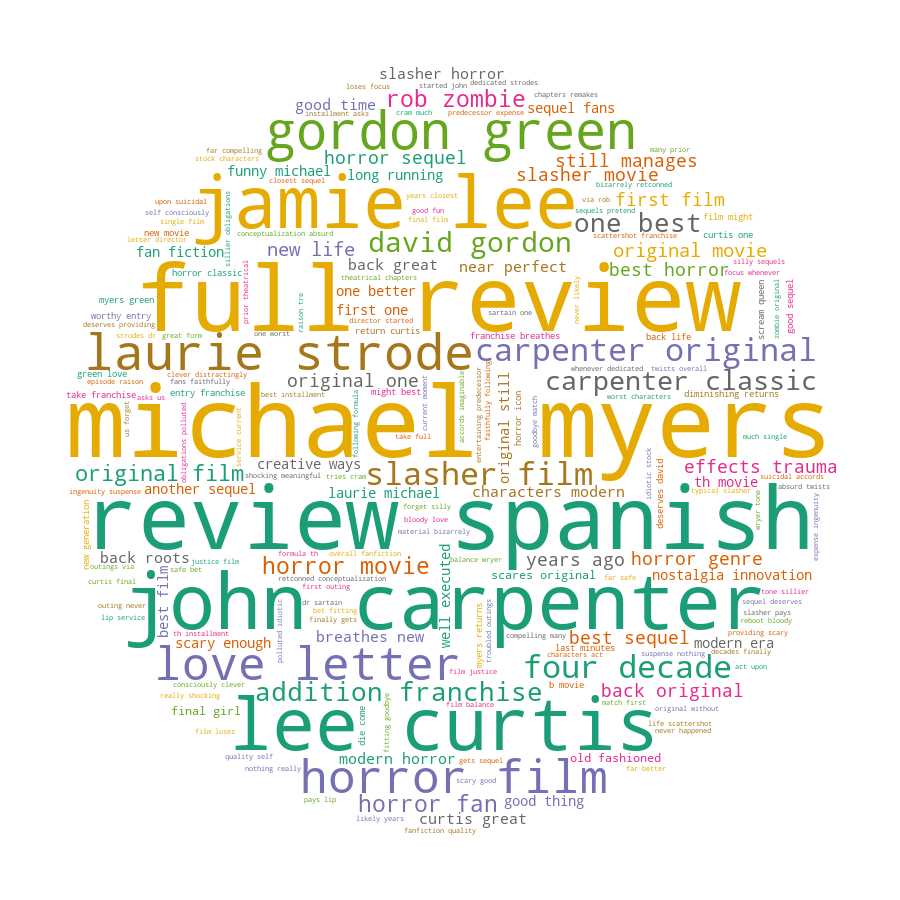 slasher horror
loses focus
started john
dedicated strodes
good time
rob zombie
chapters remakes
installment asks
cram much
predecessor expense
sequel fans
gordon green
far compelling
many prior
stock characters
horror sequel
still manages
funny michael
long running
slasher movie
closest sequel
bizarrely retconned
jamie lee
years closest
via rob
first film
upon suicidal
sillier obligations
self consciously
good fun
sequels pretend
single film
final film
one best
film might
new movie
letter director
conceptualization absurd
david gordon
scattershot franchise
curtis one
fan fiction
new life
original movie
prior theatrical
back great
near perfect
best horror
silly sequels
horror classic
theatrical chapters
focus whenever
full review
never likely
scream queen
zombie original
good sequel
myers green
one better
raison tre
worthy entry
first one
sartain one
deserves providing
director started
strodes dr
great form
one worst
return curtis
franchise breathes
back life
laurie strode
carpenter original
whenever dedicated
twists overall
green love
clever distractingly
original one
carpenter classic
episode raison
fans faithfully
take franchise
asks us
entry franchise
best installment
might best
current moment
accords imaginable
entertaining predecessor
faithfully following
horror icon
goodbye match
worst characters
diminishing returns
michael myers
us forget
obligations polluted
service current
following formula
take full
original still
much single
original film
creative ways
slasher film
effects trauma
shocking meaningful
tries cram
idiotic stock
th movie
suicidal accords
absurd twists
ingenuity suspense
another sequel
laurie michael
characters modern
deserves david
typical slasher
wryer tone
expense ingenuity
review spanish
forget silly
bloody love
material bizarrely
new generation
back roots
formula th
overall fanfiction
balance wryer
years ago
horror genre
outings via
justice film
safe bet
horror movie
well executed
scares original
far safe
nostalgia innovation
curtis final
retconned conceptualization
first outing
tone sillier
john carpenter
outing never
best film
dr sartain
bet fitting
finally gets
myers returns
troubled outings
sequel deserves
slasher pays
reboot bloody
lip service
th installment
polluted idiotic
breathes new
compelling many
best sequel
providing scary
scary enough
last minutes
modern era
characters act
suspense nothing
decades finally
love letter
film justice
four decade
act upon
consciously clever
addition franchise
b movie
back original
really shocking
match first
final girl
die come
fitting goodbye
film balance
original without
life scattershot
film loses
lee curtis
never happened
quality self
modern horror
gets sequel
old fashioned
nothing really
horror film
scary good
far better
pays lip
horror fan
good thing
likely years
curtis great
fanfiction quality